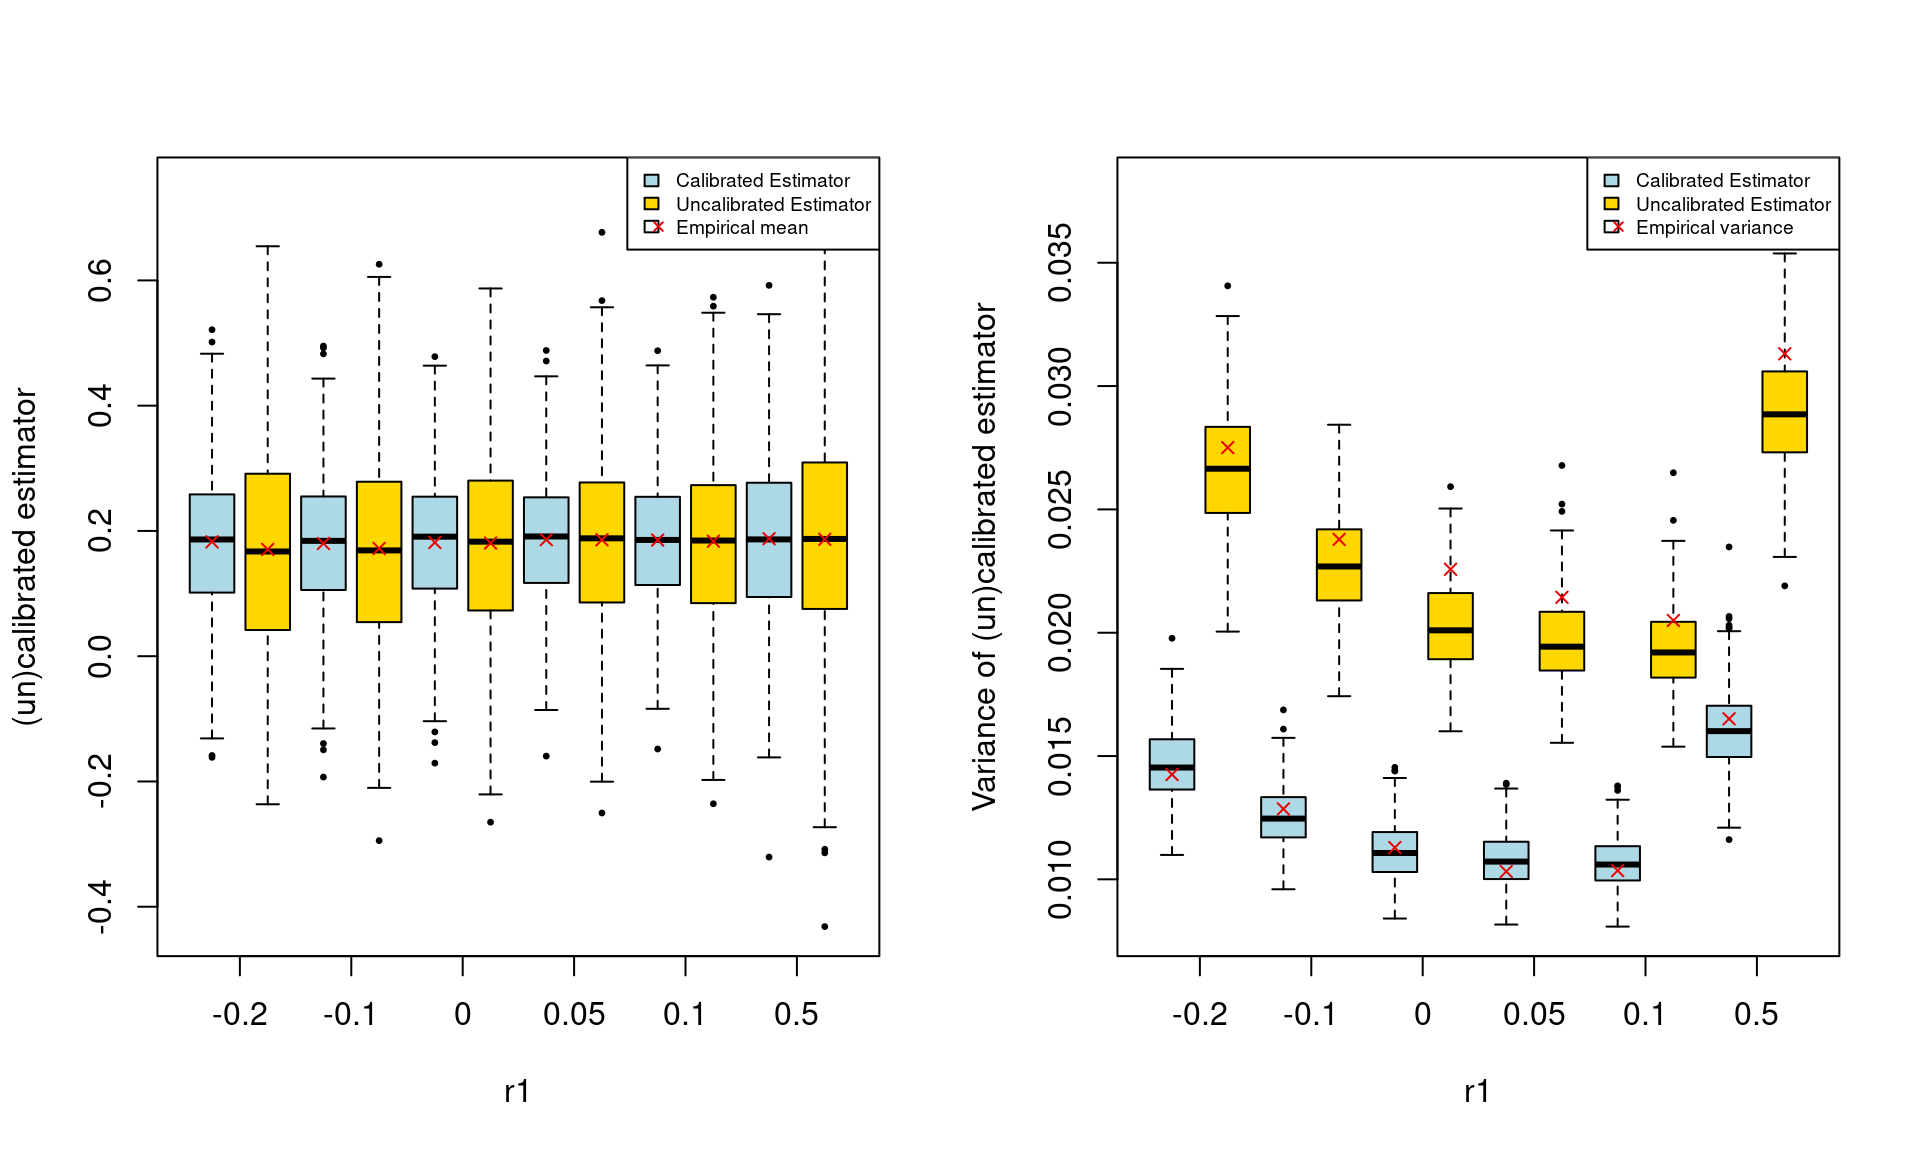 (un)calibrated estimator
0.6
0.4
0.2
0.0
-0.2
-0.4
Calibrated Estimator
Uncalibrated Estimator
Empirical mean
-0.2 -0.1 0 0.05 0.1 0.5
r1
Variance of (un)calibrated estimator
0.035
0.030
0.025
0.020
0.015
0.010
Calibrated Estimator
Uncalibrated Estimator
Empirical variance
-0.2 -0.1 0 0.05 0.1 0.5
r1